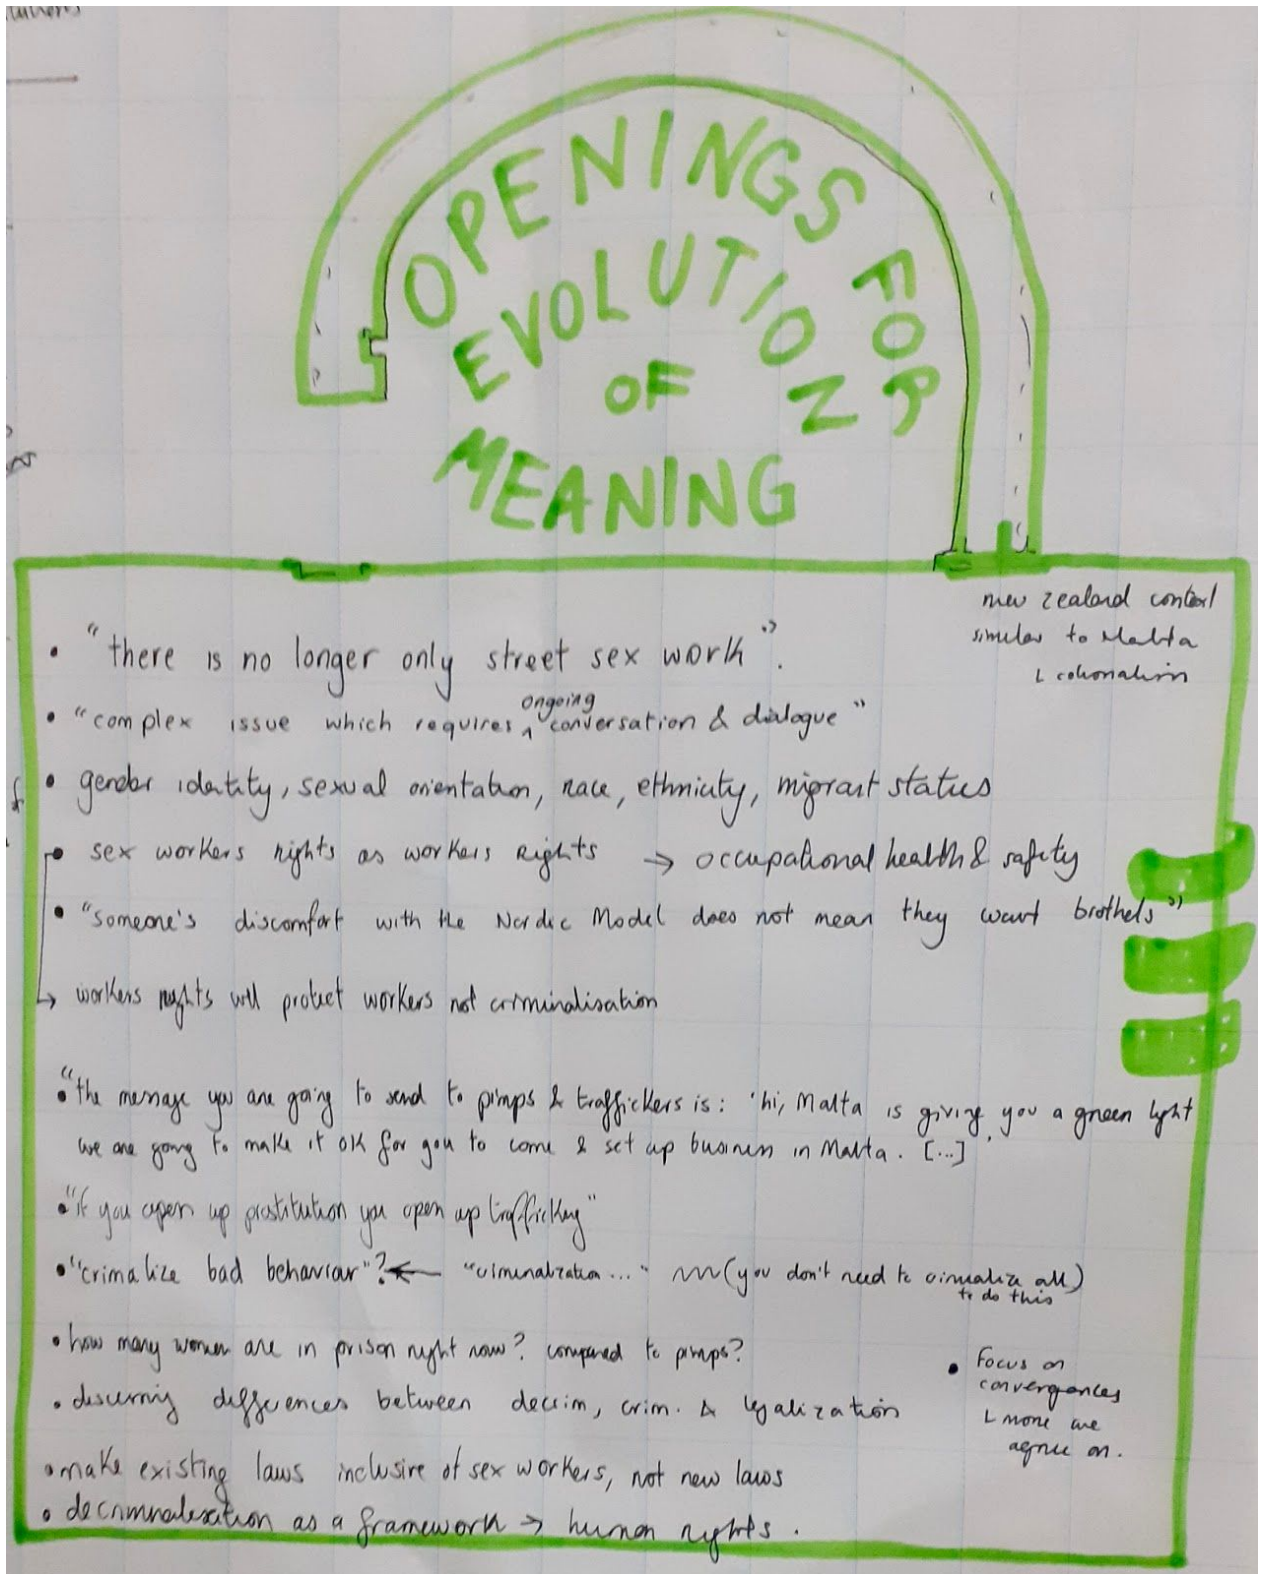 OPENINGS FOR
EVOLUTION
OF
MEANING
new zealand context
similar to Malta
L colionalism
• "there is no longer only street sex work".
• "complex issue which requires ongoing conversation & dialogue"
• gender identity, sexual orientation, race, ethnicity, migrant status
• sex workers rights as workers Rights → occupational health & safety
• "someone's discomfort with the Nordic Model does not mean they want brothels"
→ workers rights will protect workers not criminalisation
• "the message you are going to send to pimps & traffickers is: 'hi, Malta is giving you a green light
we are going to make it OK for you to come & set up business in Malta. [...]'
• "if you open up prostitution you open up trafficking"
• "crimalize bad behaviour"? ← "criminalization..." (you don't need to all)
to do this
• how many women are in prison right now? compared to pimps?
• discerning differences between decrim, crim. & legalization
• Focus on
convergences
L more we
agree on.
• make existing laws inclusive of sex workers, not new laws
• decriminalisation as a framework → human rights.